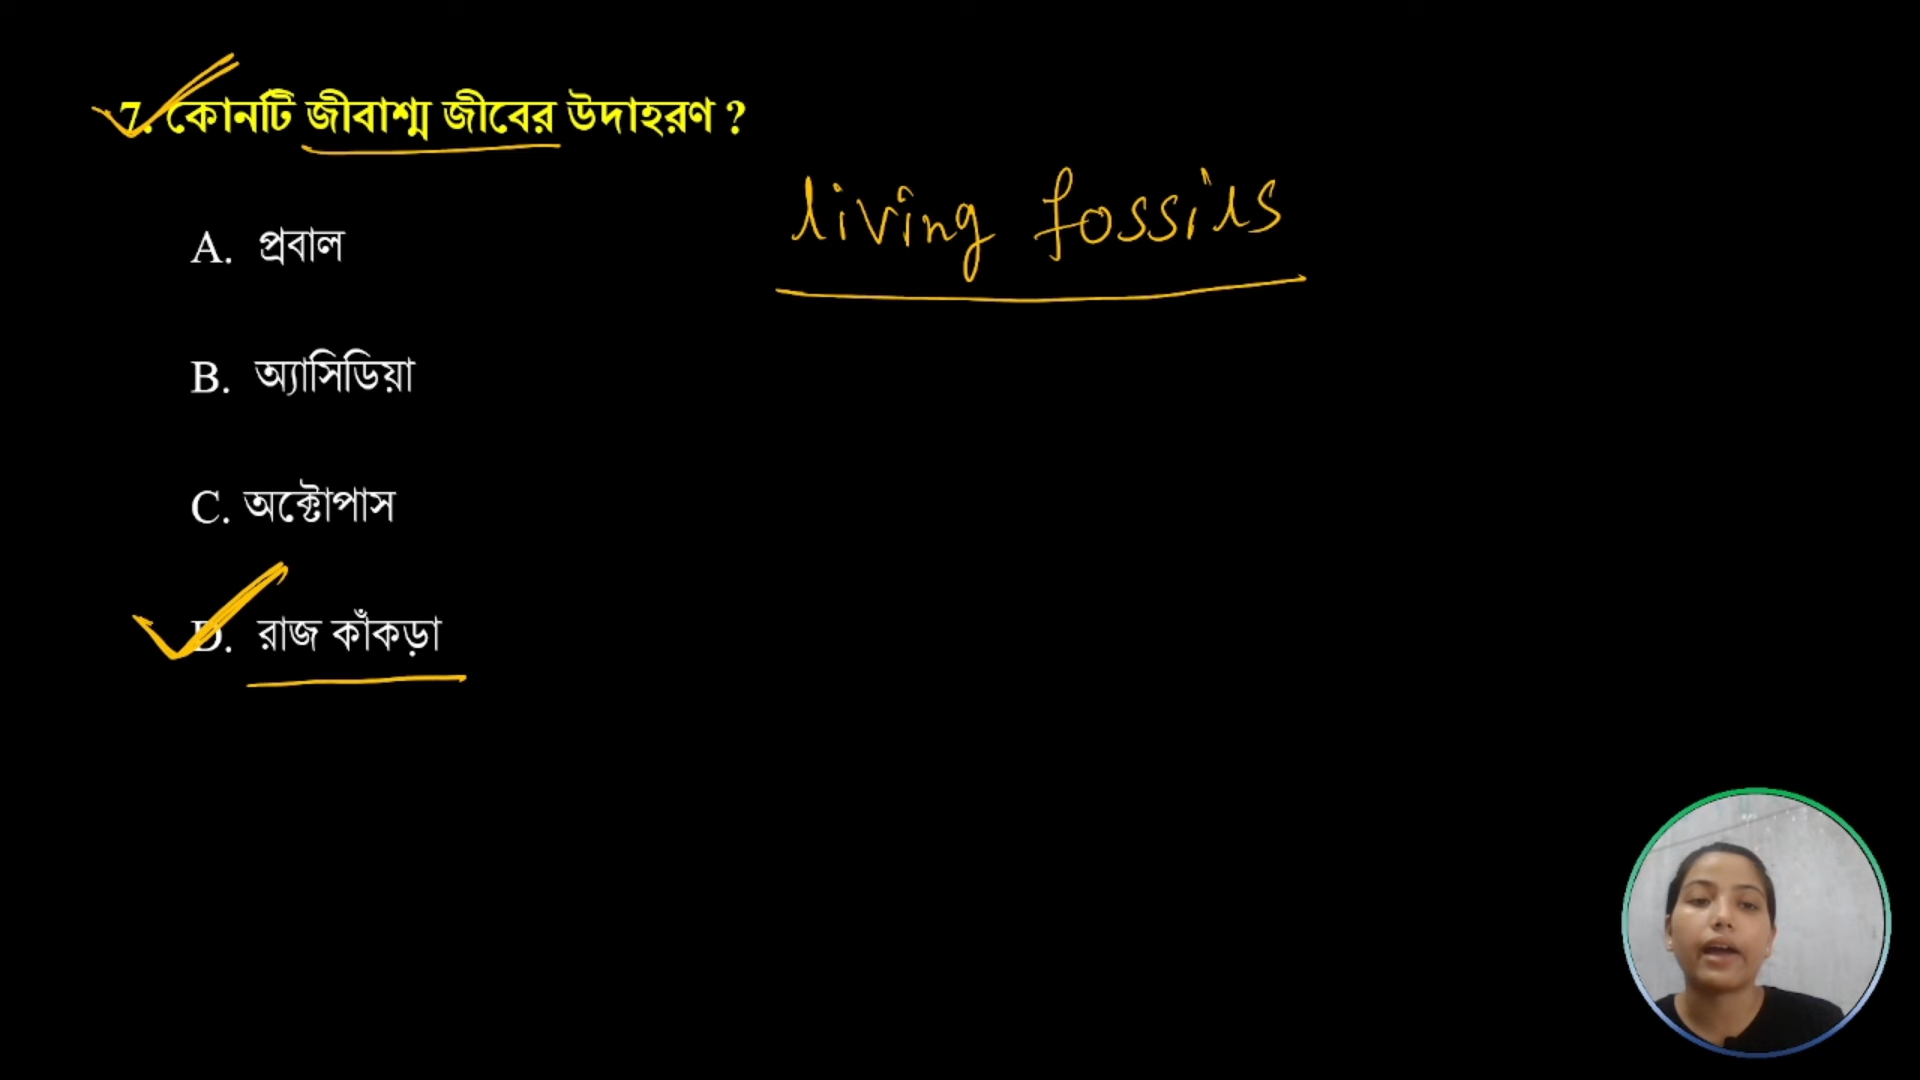 7. কোনটি জীবাশ্ম জীবের উদাহরণ ?
living fossils
A. প্রবাল
B. অ্যাসিডিয়া
C. অক্টোপাস
D. রাজ কাঁকড়া